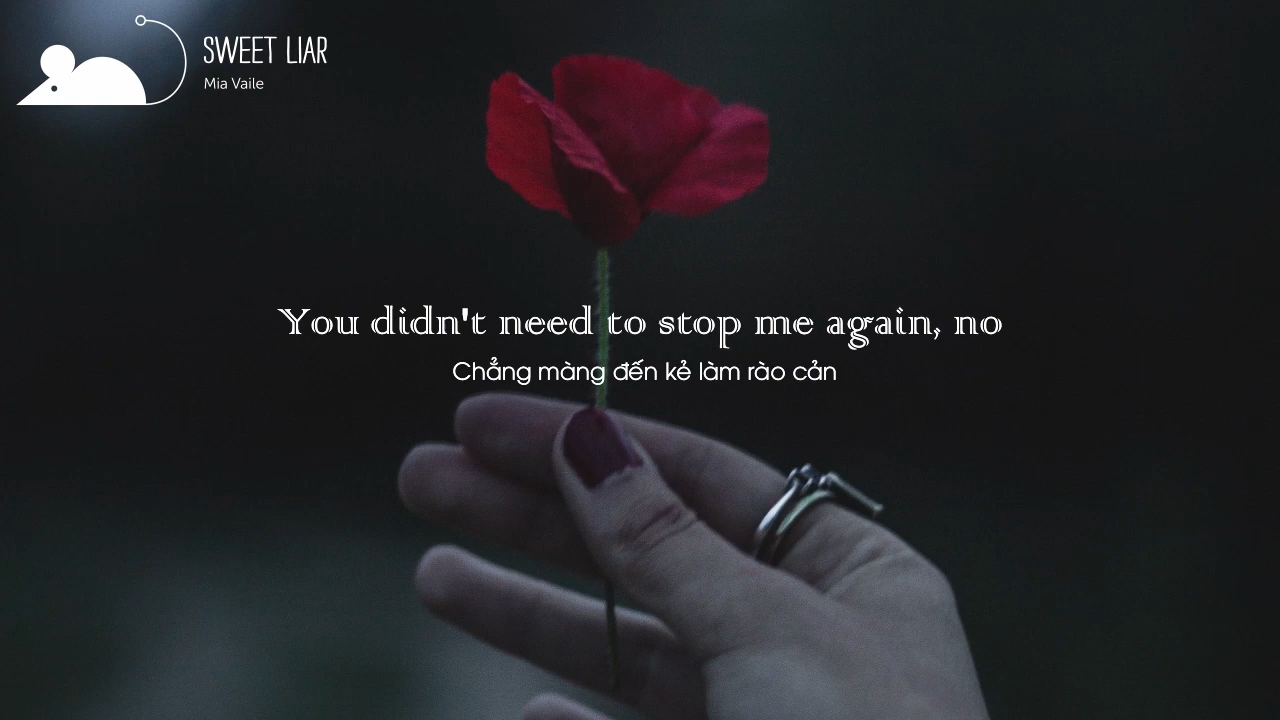 SWEET LIAR
Mia Vaile
You didn't need to stop me again, no
Chẳng màng đến kẻ làm rào cản